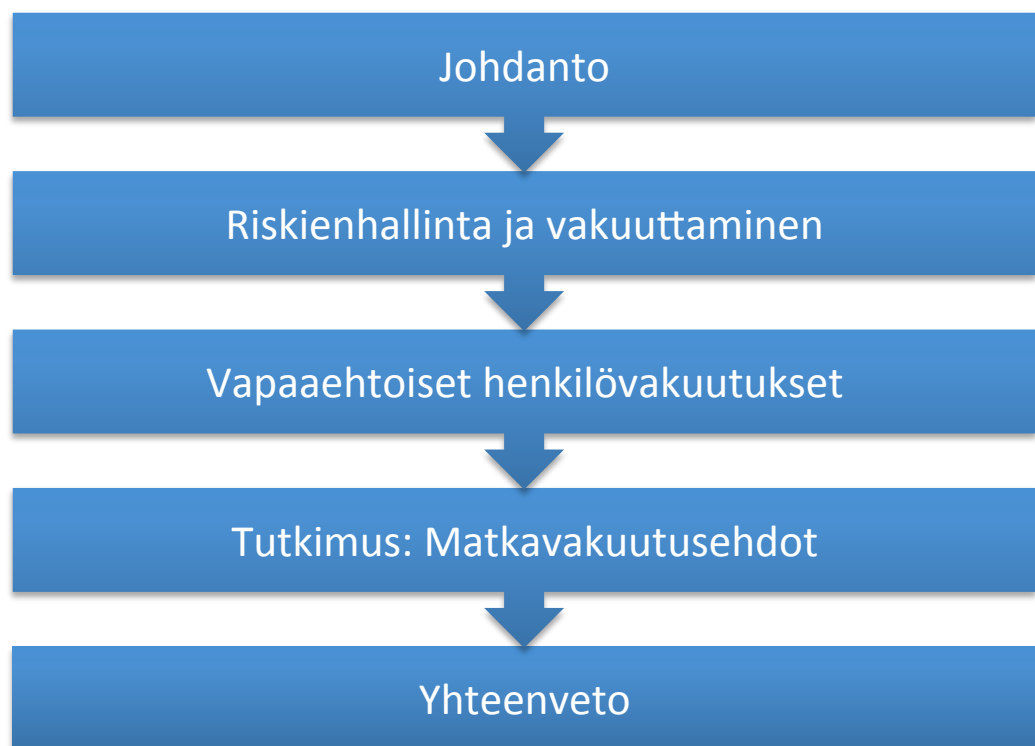 Johdanto
Riskienhallinta ja vakuuttaminen
Vapaaehtoiset henkilövakuutukset
Tutkimus: Matkavakuutusehdot
Yhteenveto